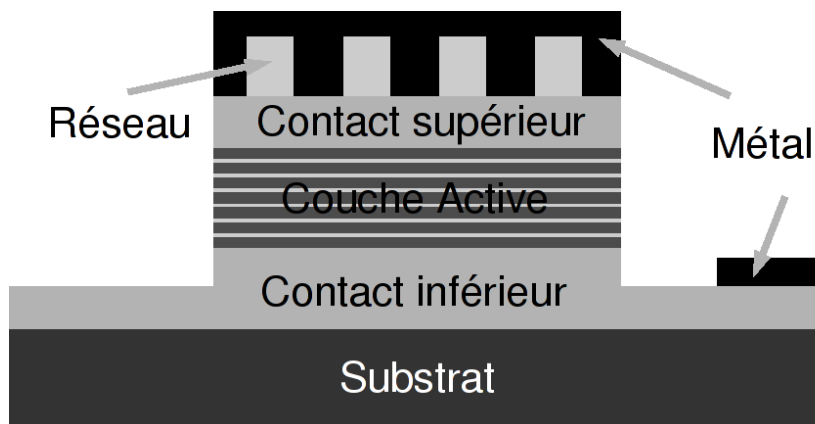 Réseau
Contact supérieur
Métal
Couche Active
Contact inférieur
Substrat